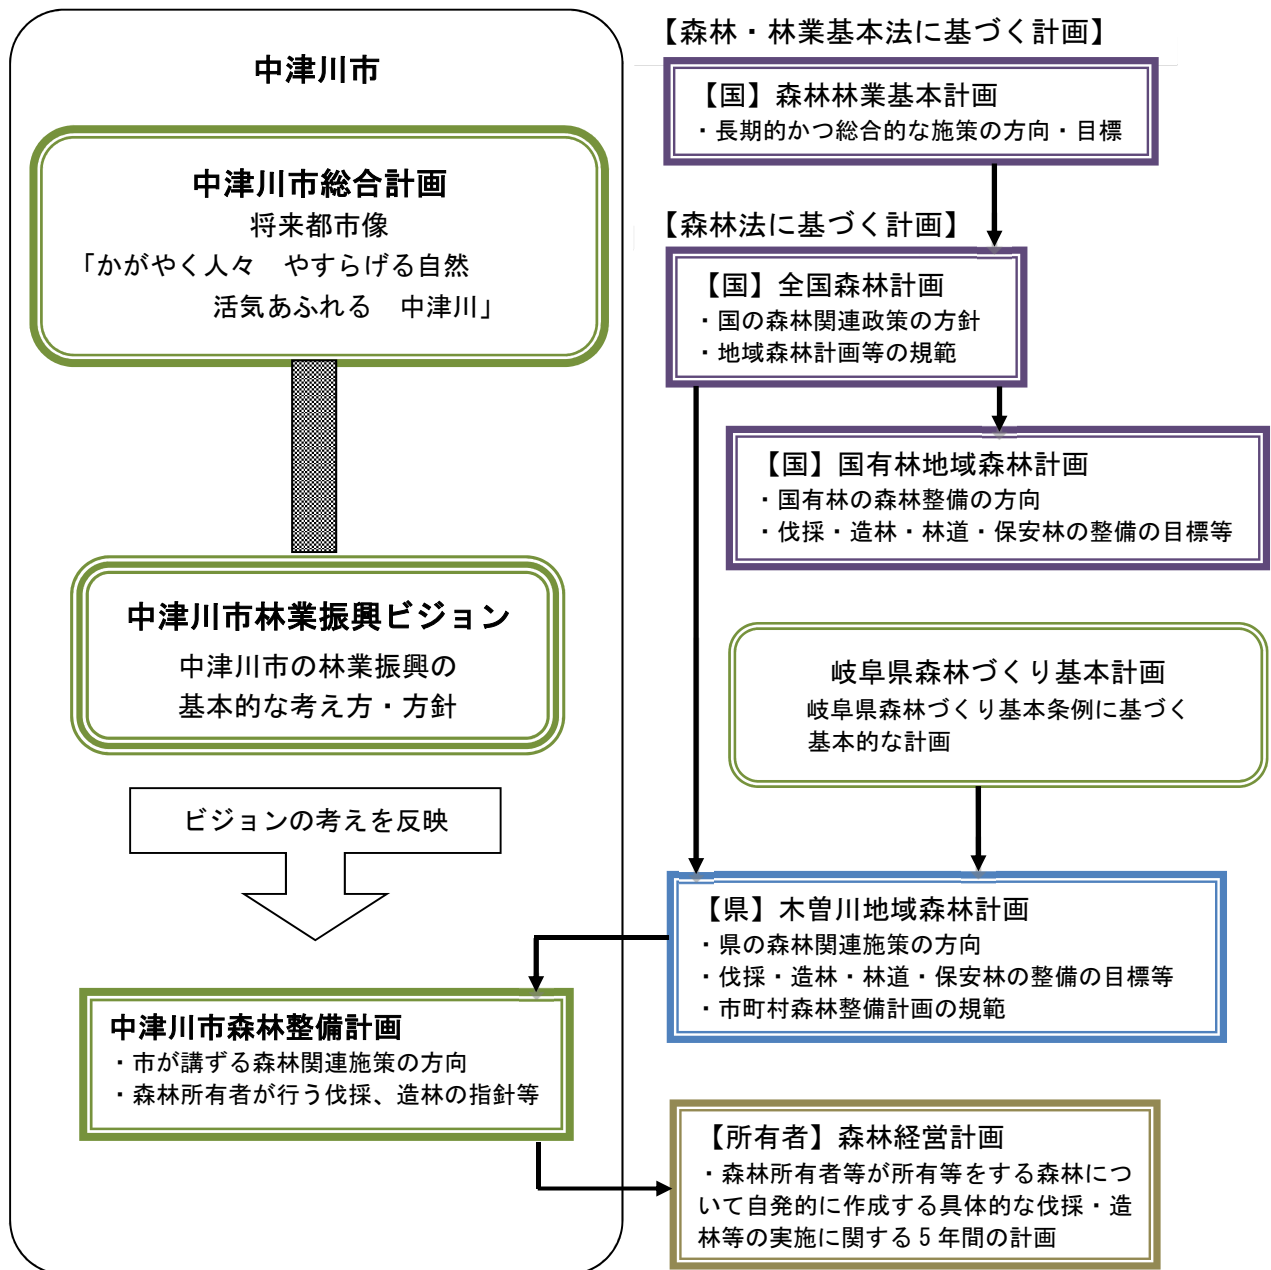 中津川市
中津川市総合計画
将来都市像
「かがやく人々　やすらげる自然
活気あふれる　中津川」
中津川市林業振興ビジョン
中津川市の林業振興の
基本的な考え方・方針
ビジョンの考えを反映
中津川市森林整備計画
・市が講ずる森林関連施策の方向
・森林所有者が行う伐採、造林の指針等
【森林・林業基本法に基づく計画】
【国】森林林業基本計画
・長期的かつ総合的な施策の方向・目標
【森林法に基づく計画】
【国】全国森林計画
・国の森林関連政策の方針
・地域森林計画等の規範
【国】国有林地域森林計画
・国有林の森林整備の方向
・伐採・造林・林道・保安林の整備の目標等
岐阜県森林づくり基本計画
岐阜県森林づくり基本条例に基づく
基本的な計画
【県】木曽川地域森林計画
・県の森林関連施策の方向
・伐採・造林・林道・保安林の整備の目標等
・市町村森林整備計画の規範
【所有者】森林経営計画
・森林所有者等が所有等をする森林につ
いて自発的に作成する具体的な伐採・造
林等の実施に関する5年間の計画